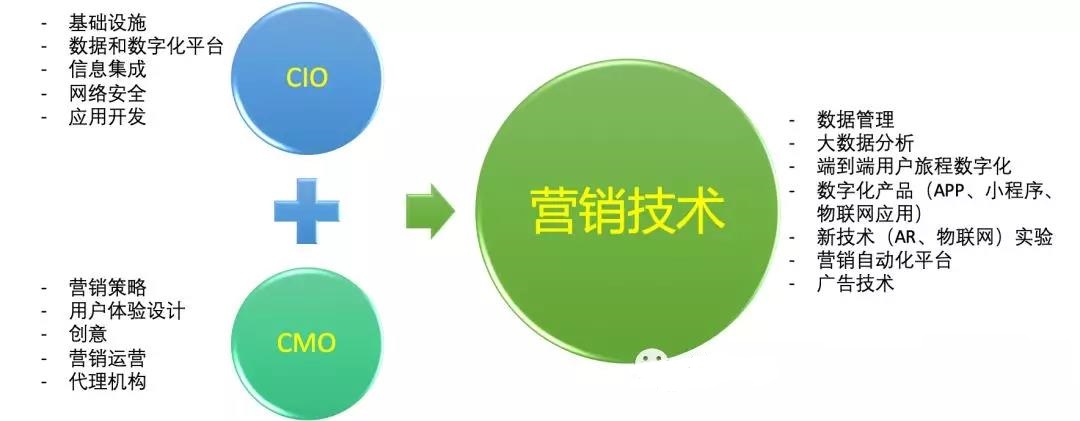 - 基础设施
- 数据和数字化平台
- 信息集成
- 网络安全
- 应用开发
CIO
- 营销策略
- 用户体验设计
- 创意
- 营销运营
- 代理机构
CMO
营销技术
- 数据管理
- 大数据分析
- 端到端用户旅程数字化
- 数字化产品（APP、小程序、
物联网应用）
- 新技术（AR、物联网）实验
- 营销自动化平台
- 广告技术